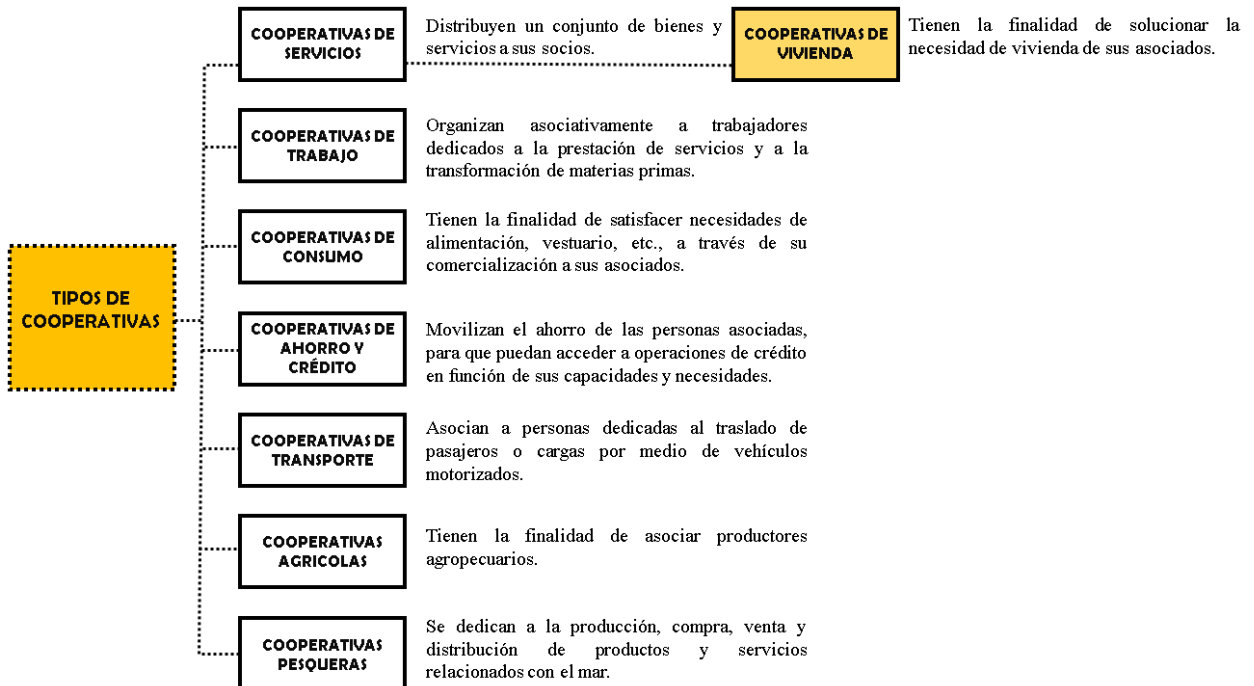 TIPOS DE
COOPERATIVAS
COOPERATIVAS DE
SERVICIOS
Distribuyen un conjunto de bienes y
servicios a sus socios.
COOPERATIVAS DE
VIVIENDA
Tienen la finalidad de solucionar la
necesidad de vivienda de sus asociados.
COOPERATIVAS DE
TRABAJO
Organizan asociativamente a trabajadores
dedicados a la prestación de servicios y a la
transformación de materias primas.
COOPERATIVAS DE
CONSUMO
Tienen la finalidad de satisfacer necesidades de
alimentación, vestuario, etc., a través de su
comercialización a sus asociados.
COOPERATIVAS DE
AHORRO Y
CRÉDITO
Movilizan el ahorro de las personas asociadas,
para que puedan acceder a operaciones de crédito
en función de sus capacidades y necesidades.
COOPERATIVAS DE
TRANSPORTE
Asocian a personas dedicadas al traslado de
pasajeros o cargas por medio de vehículos
motorizados.
COOPERATIVAS
AGRICOLAS
Tienen la finalidad de asociar productores
agropecuarios.
COOPERATIVAS
PESQUERAS
Se dedican a la producción, compra, venta y
distribución de productos y servicios
relacionados con el mar.